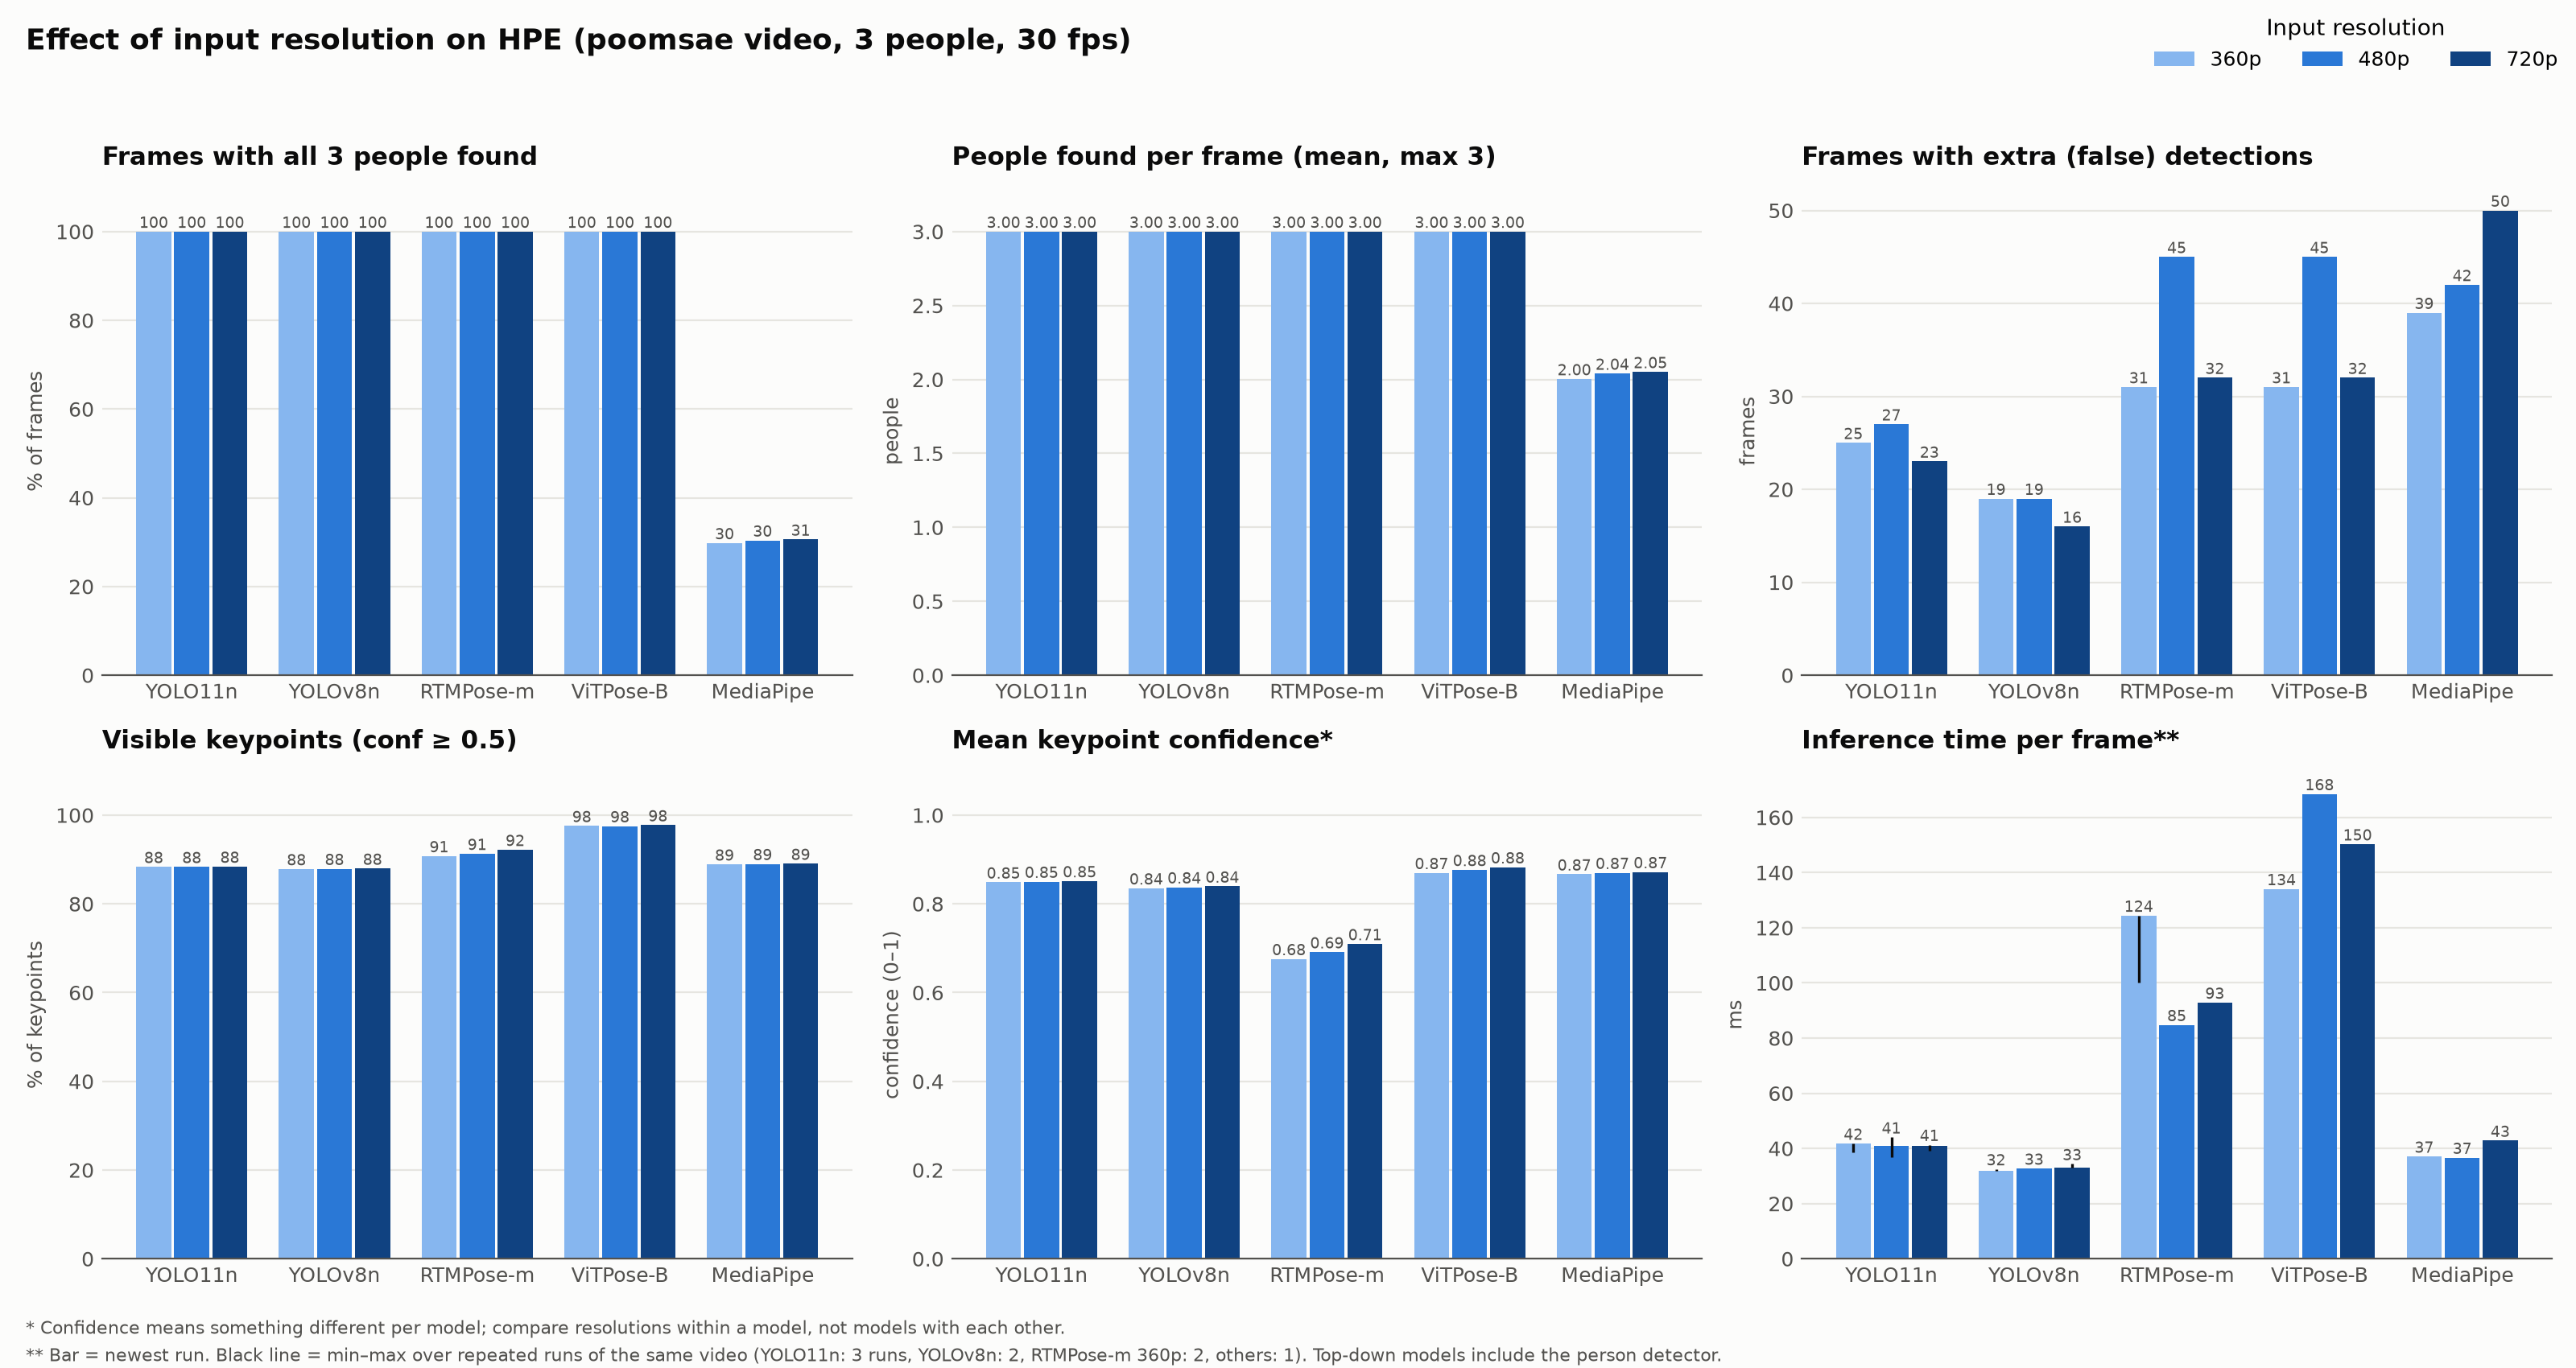 Effect of input resolution on HPE (poomsae video, 3 people, 30 fps)
Input resolution
360p 480p 720p
Frames with all 3 people found
% of frames
100
80
60
40
20
0
100 100 100 100 100 100 100 100 100 100 100 100 30 30 31
YOLO11n YOLOv8n RTMPose-m ViTPose-B MediaPipe
People found per frame (mean, max 3)
people
3.0
2.5
2.0
1.5
1.0
0.5
0.0
3.00 3.00 3.00 3.00 3.00 3.00 3.00 3.00 3.00 3.00 3.00 3.00 2.00 2.04 2.05
YOLO11n YOLOv8n RTMPose-m ViTPose-B MediaPipe
Frames with extra (false) detections
frames
50
40
30
20
10
0
25 27 23 19 19 16 31 45 32 31 45 32 39 42 50
YOLO11n YOLOv8n RTMPose-m ViTPose-B MediaPipe
Visible keypoints (conf ≥ 0.5)
% of keypoints
100
80
60
40
20
0
88 88 88 88 88 88 91 91 92 98 98 98 89 89 89
YOLO11n YOLOv8n RTMPose-m ViTPose-B MediaPipe
Mean keypoint confidence*
confidence (0–1)
1.0
0.8
0.6
0.4
0.2
0.0
0.85 0.85 0.85 0.84 0.84 0.84 0.68 0.69 0.71 0.87 0.88 0.88 0.87 0.87 0.87
YOLO11n YOLOv8n RTMPose-m ViTPose-B MediaPipe
Inference time per frame**
ms
160
140
120
100
80
60
40
20
0
42 41 41 32 33 33 124 85 93 134 168 150 37 37 43
YOLO11n YOLOv8n RTMPose-m ViTPose-B MediaPipe
* Confidence means something different per model; compare resolutions within a model, not models with each other.
** Bar = newest run. Black line = min–max over repeated runs of the same video (YOLO11n: 3 runs, YOLOv8n: 2, RTMPose-m 360p: 2, others: 1). Top-down models include the person detector.